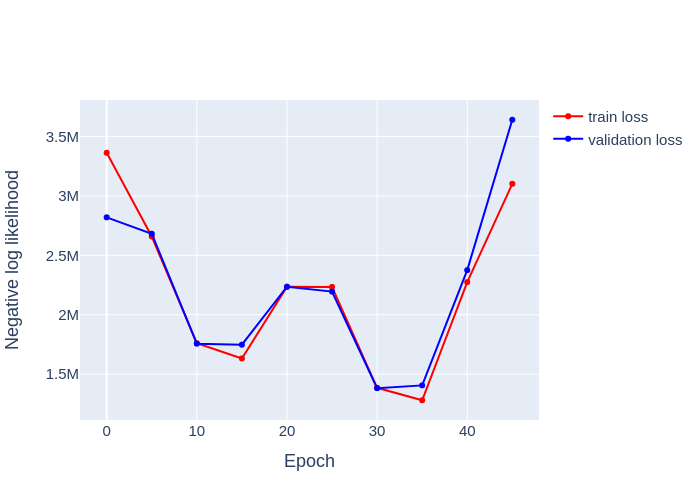 train loss
validation loss
3.5M
3M
2.5M
2M
1.5M
Negative log likelihood
0 10 20 30 40
Epoch